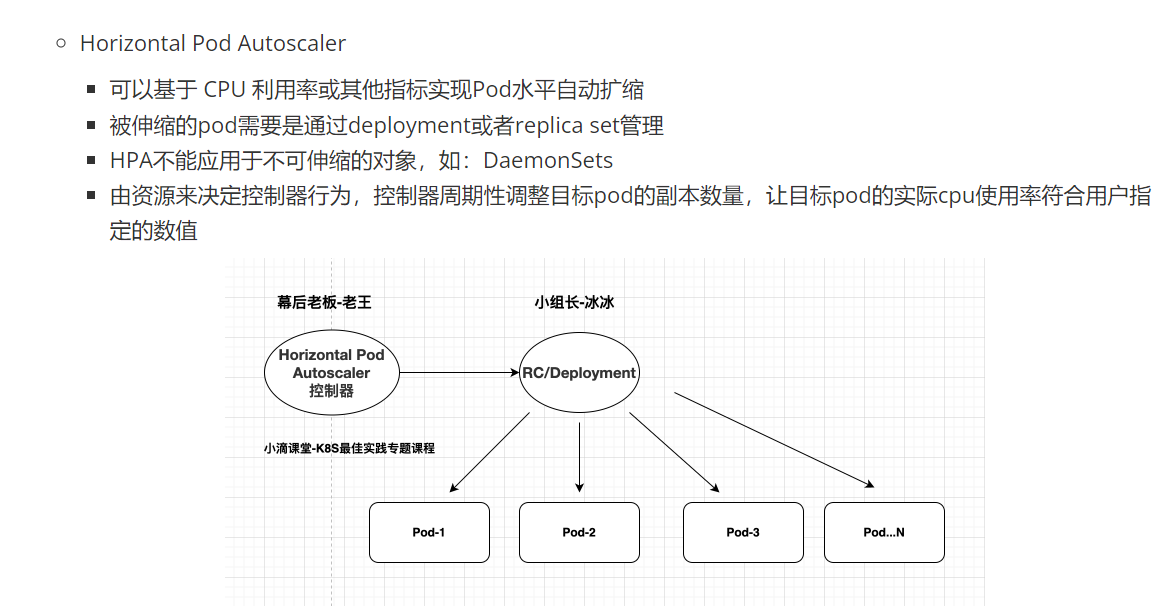 Horizontal Pod Autoscaler
可以基于 CPU 利用率或其他指标实现Pod水平自动扩缩
被伸缩的pod需要是通过deployment或者replica set管理
HPA不能应用于不可伸缩的对象，如：DaemonSets
由资源来决定控制器行为，控制器周期性调整目标pod的副本数量，让目标pod的实际cpu使用率符合用户指
定的数值
幕后老板-老王
小组长-冰冰
Horizontal Pod
Autoscaler
控制器
RC/Deployment
小滴课堂-K8S最佳实践专题课程
Pod-1
Pod-2
Pod-3
Pod...N